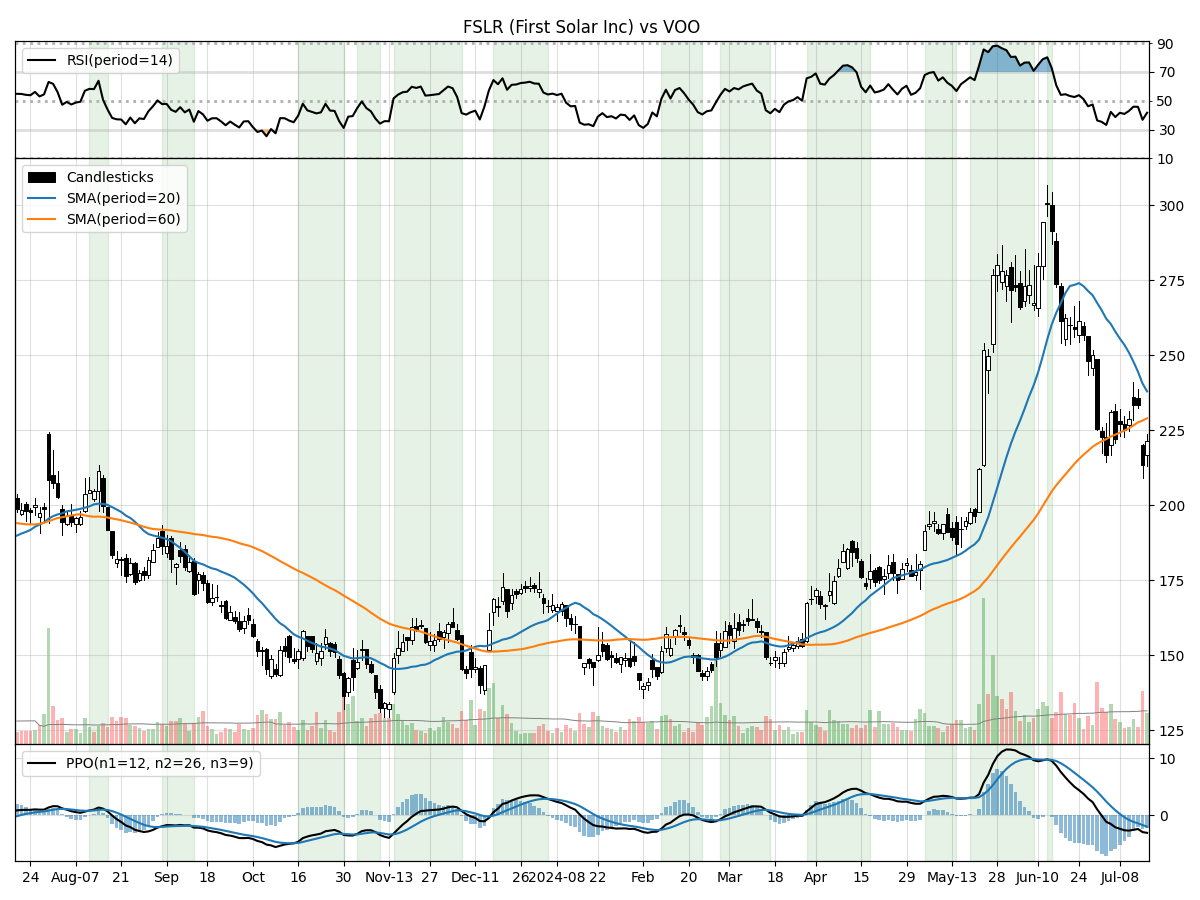 FSLR (First Solar Inc) vs VOO
RSI(period=14)
90
70
50
30
10
Candlesticks
SMA(period=20)
SMA(period=60)
300
275
250
225
200
175
150
125
PPO(n1=12, n2=26, n3=9)
10
0
24 Aug-07 21 Sep 18 Oct 16 30 Nov-13 27 Dec-11 26 2024-08 22 Feb 20 Mar 18 Apr 15 29 May-13 28 Jun-10 24 Jul-08